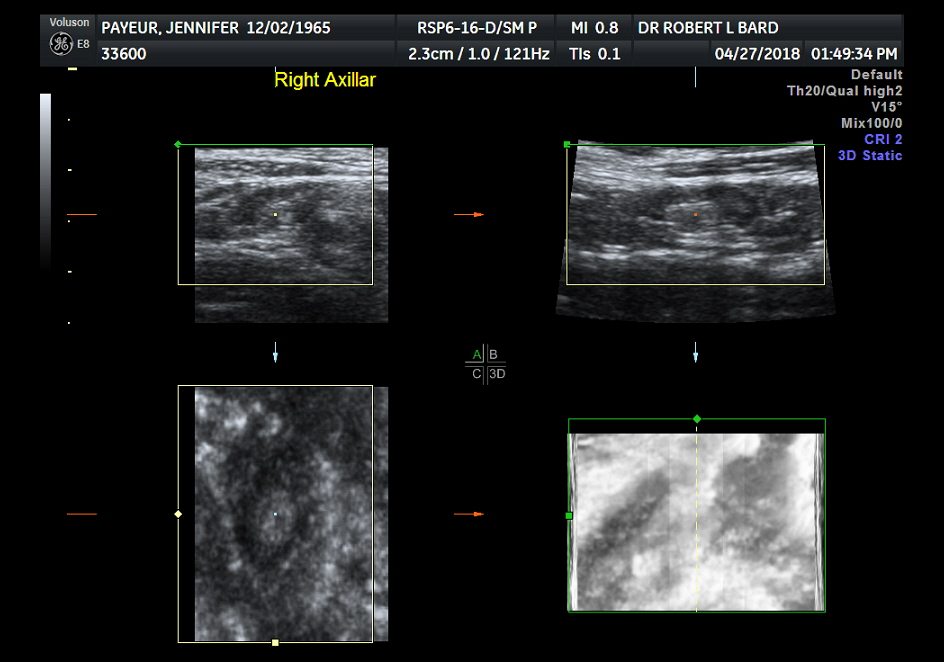 Voluson
E8
PAYEUR, JENNIFER 12/02/1965 RSP6-16-D/SM P MI 0.8 DR ROBERT L BARD
33600 2.3cm / 1.0 / 121Hz TIs 0.1 04/27/2018 01:49:34 PM
Right Axillar
Default
Th20/Qual high2
V15°
Mix100/0
CRI 2
3D Static
A B
C 3D